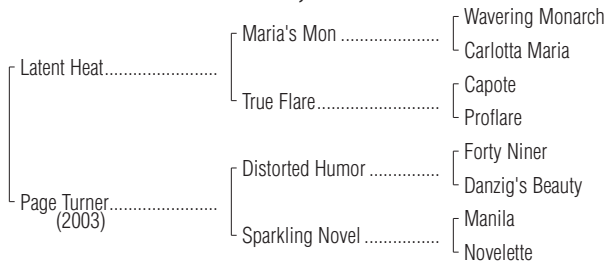 Wavering Monarch
Maria's Mon ..................
Carlotta Maria
Latent Heat.....................
Capote
True Flare.......................
Proflare
Forty Niner
Distorted Humor .............
Danzig's Beauty
Page Turner....................
(2003)
Manila
Sparkling Novel ..............
Novelette